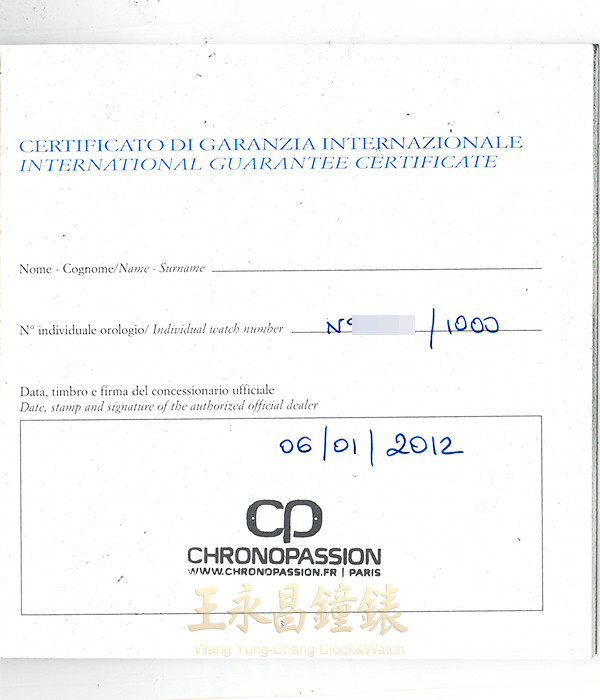 CERTIFICATO DI GARANZIA INTERNAZIONALE
INTERNATIONAL GUARANTEE CERTIFICATE
Nome - Cognome/Name - Surname
N° individuale orologio/ Individual watch number N° /1000
Data, timbro e firma del concessionario ufficiale
Date, stamp and signature of the authorized official dealer
06/01/2012
CP
CHRONOPASSION
WWW.CHRONOPASSION.FR | PARIS
王永昌鐘錶
Wang Yung-Chang Clock&Watch